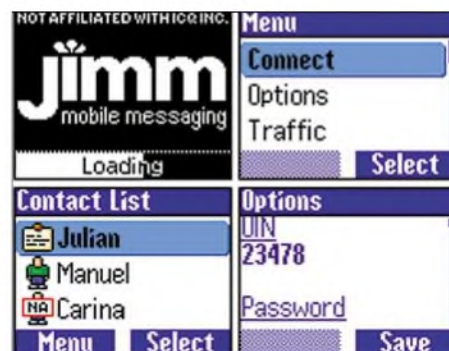 NOT AFFILIATED WITH ICQ INC.
jimm
mobile messaging
Loading
Menu
Connect
Options
Traffic
Select
Contact List
Julian
Manuel
NA Carina
Menu Select
Options
UIN
23478
Password
Save